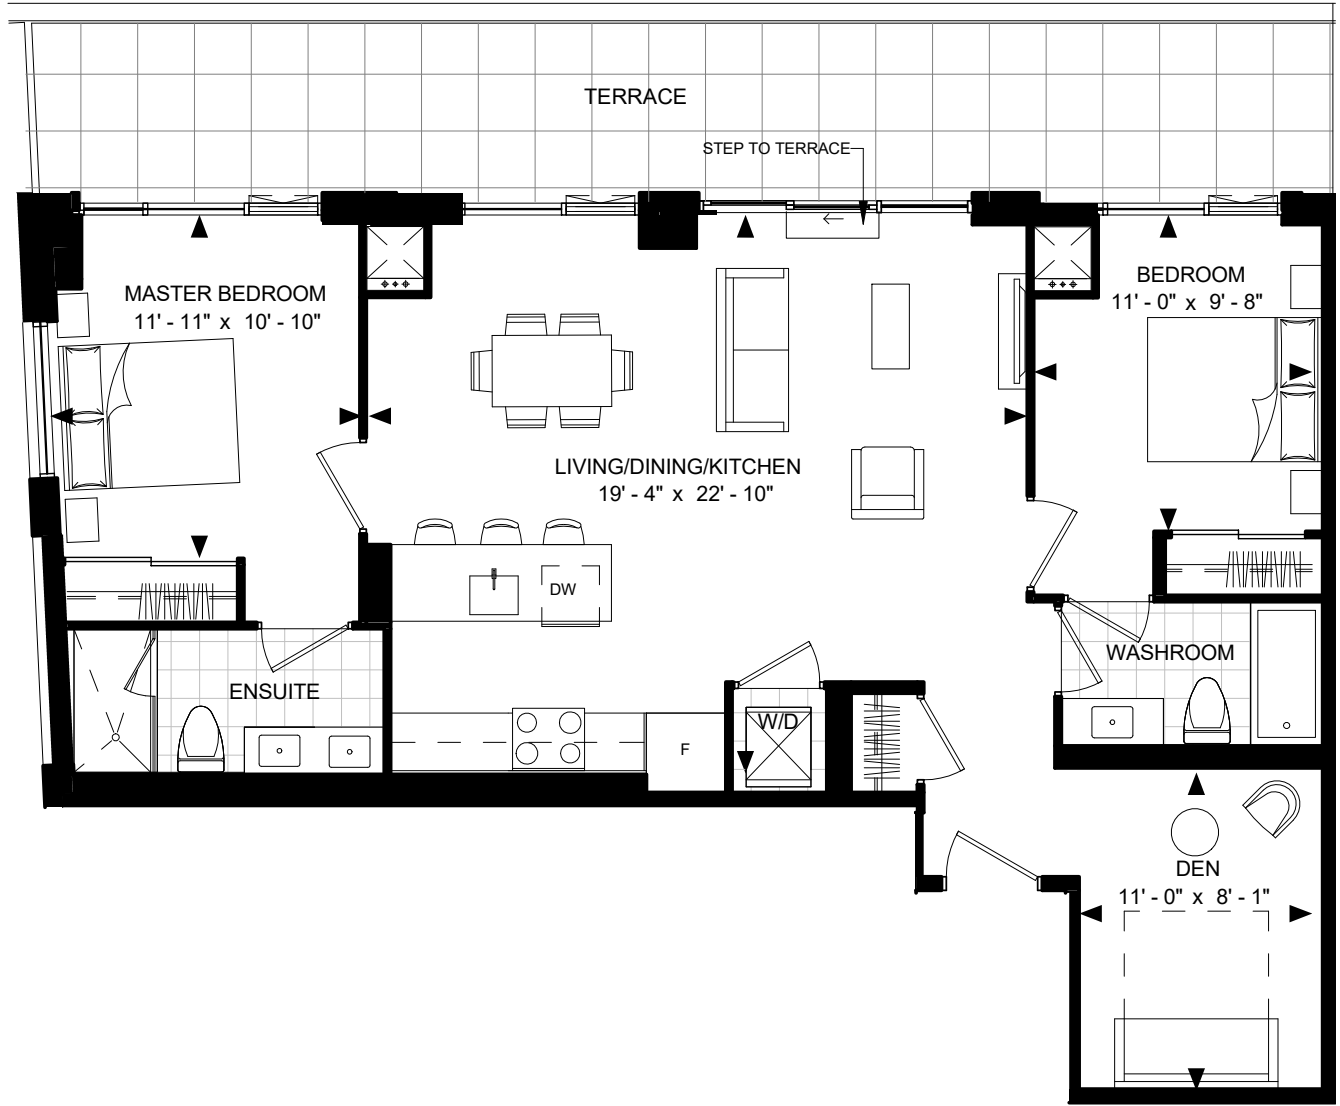 TERRACE
STEP TO TERRACE
MASTER BEDROOM
11' - 11" x 10' - 10"
BEDROOM
11' - 0" x 9' - 8"
LIVING/DINING/KITCHEN
19' - 4" x 22' - 10"
DW
ENSUITE
WASHROOM
W/D
F
DEN
11' - 0" x 8' - 1"